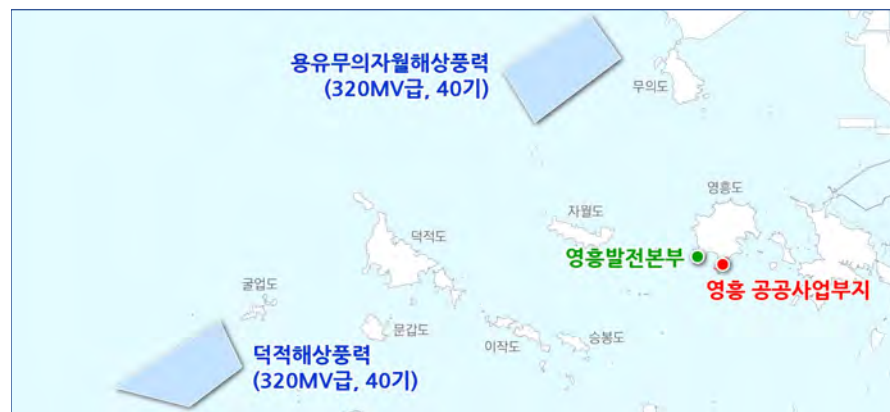 용유무의자월해상풍력
(320MV급, 40기)
무의도
영흥도
자월도
덕적도
영흥발전본부
영흥 공공사업부지
굴업도
문갑도
이작도
승봉도
덕적해상풍력
(320MV급, 40기)